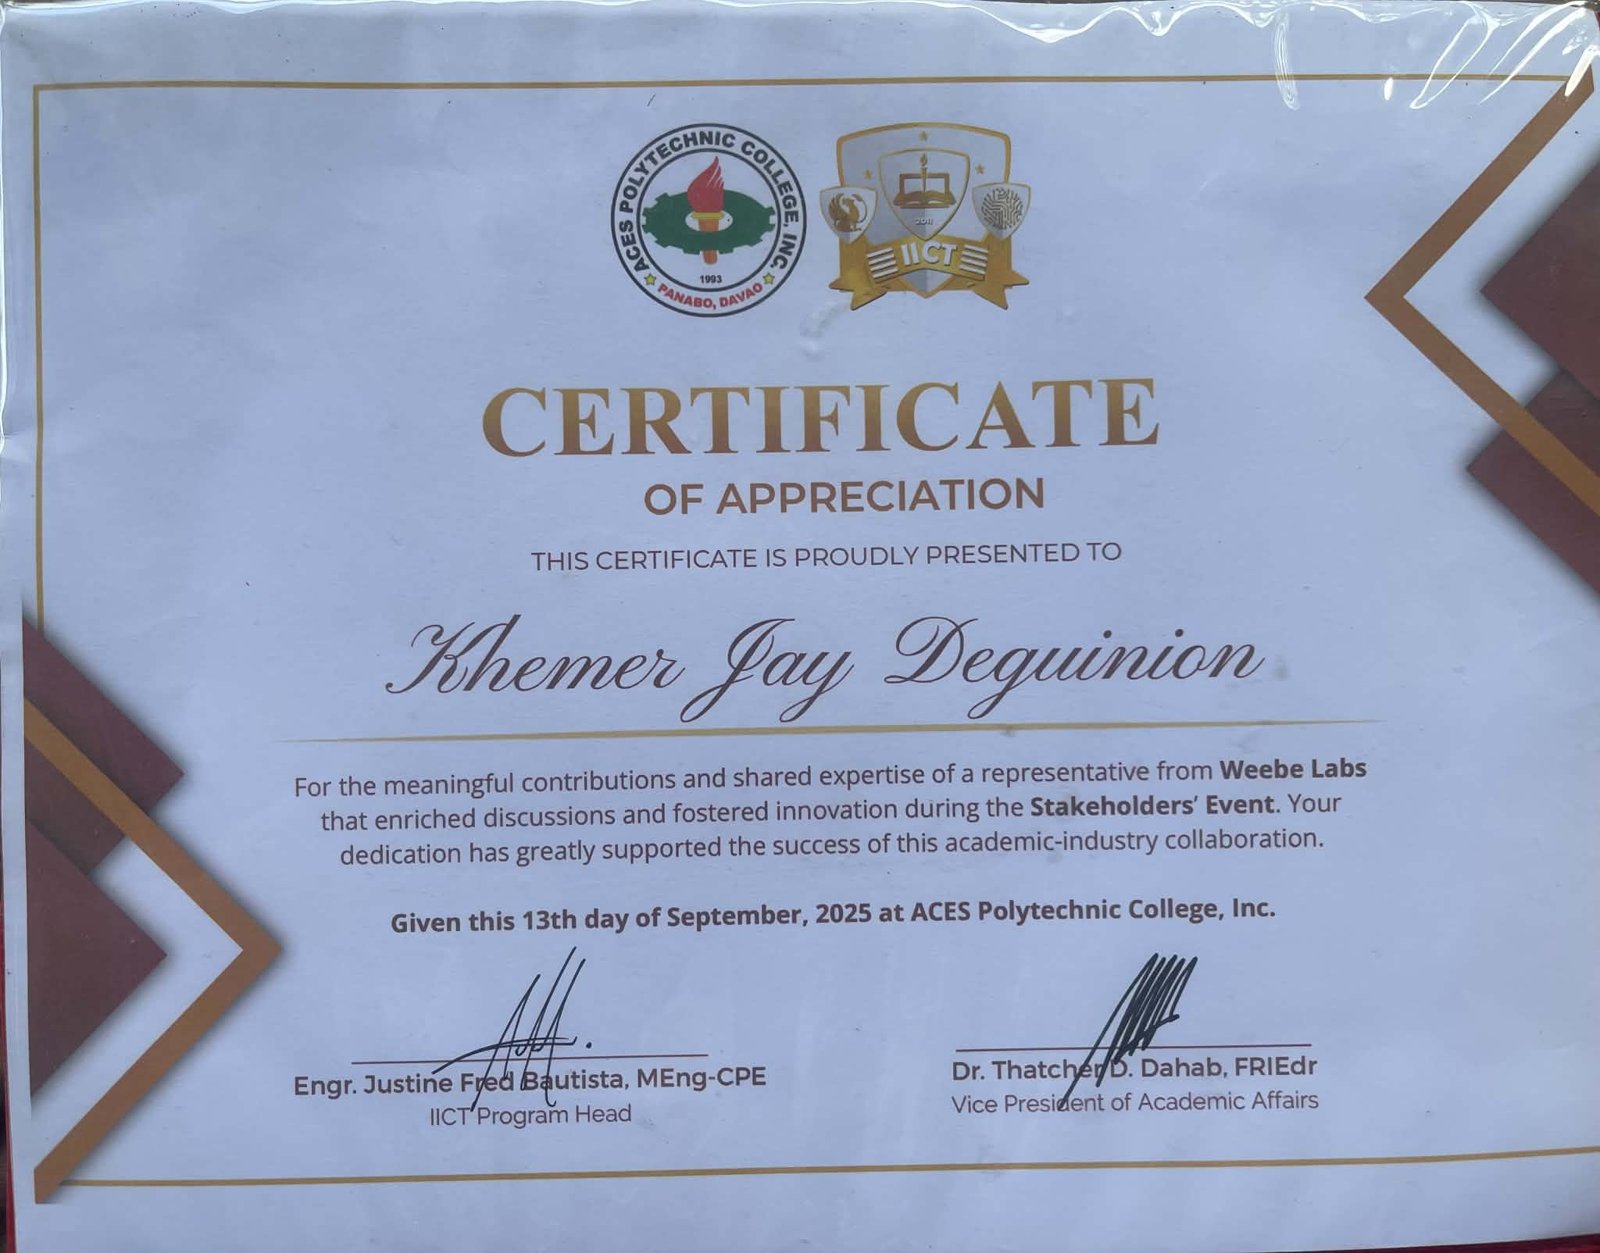 ACES POLYTECHNIC COLLEGE, INC.
1993
PANABO, DAVAO
2011
IICT
CERTIFICATE
OF APPRECIATION
THIS CERTIFICATE IS PROUDLY PRESENTED TO
Khemer Jay Deguinion
For the meaningful contributions and shared expertise of a representative from Weebe Labs
that enriched discussions and fostered innovation during the Stakeholders' Event. Your
dedication has greatly supported the success of this academic-industry collaboration.
Given this 13th day of September, 2025 at ACES Polytechnic College, Inc.
Engr. Justine Fred Bautista, MEng-CPE
IICT Program Head
Dr. Thatcher D. Dahab, FRIEdr
Vice President of Academic Affairs